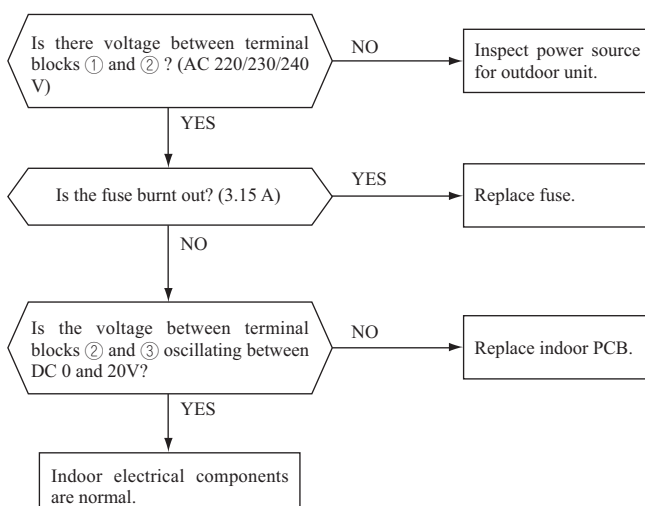 Is there voltage between terminal
blocks ① and ② ? (AC 220/230/240
V)
NO
Inspect power source
for outdoor unit.
YES
Is the fuse burnt out? (3.15 A)
YES
Replace fuse.
NO
Is the voltage between terminal
blocks ② and ③ oscillating between
DC 0 and 20V?
NO
Replace indoor PCB.
YES
Indoor electrical components
are normal.